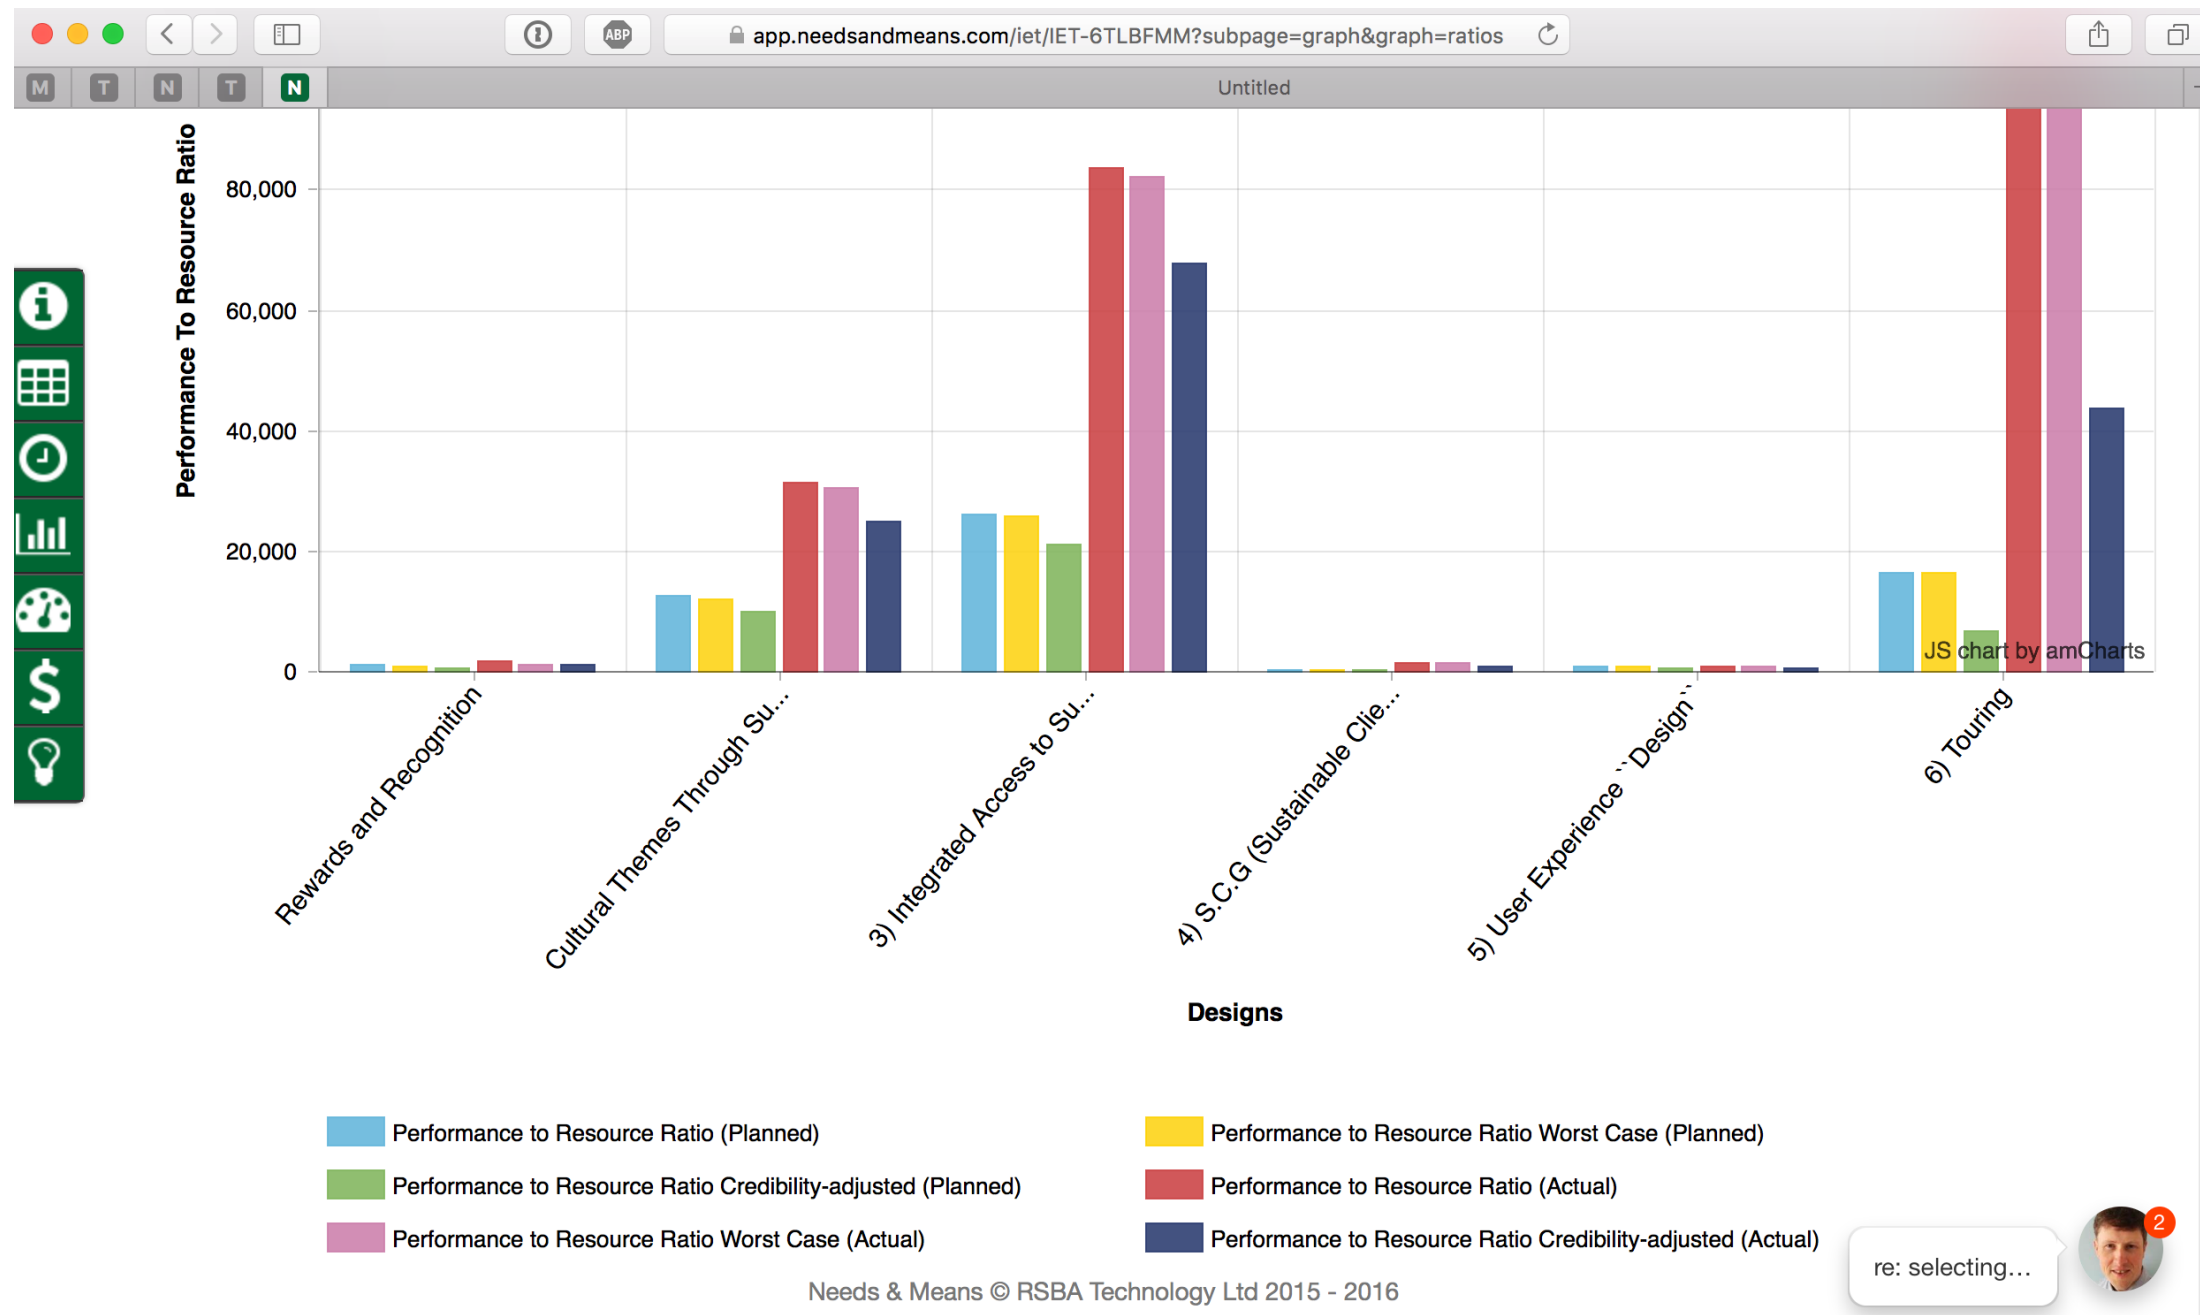 ABP
app.needsandmeans.com/iet/IET-6TLBFMM?subpage=graph&graph=ratios
M
T
N
T
N
Untitled
Performance To Resource Ratio
80,000
60,000
40,000
20,000
0
JS chart by amCharts
Rewards and Recognition
Cultural Themes Through Su...
3) Integrated Access to Su...
4) S.C.G (Sustainable Clie...
5) User Experience ``Design``
6) Touring
Designs
Performance to Resource Ratio (Planned)
Performance to Resource Ratio Worst Case (Planned)
Performance to Resource Ratio Credibility-adjusted (Planned)
Performance to Resource Ratio (Actual)
Performance to Resource Ratio Worst Case (Actual)
Performance to Resource Ratio Credibility-adjusted (Actual)
2
re: selecting...
Needs & Means © RSBA Technology Ltd 2015 - 2016